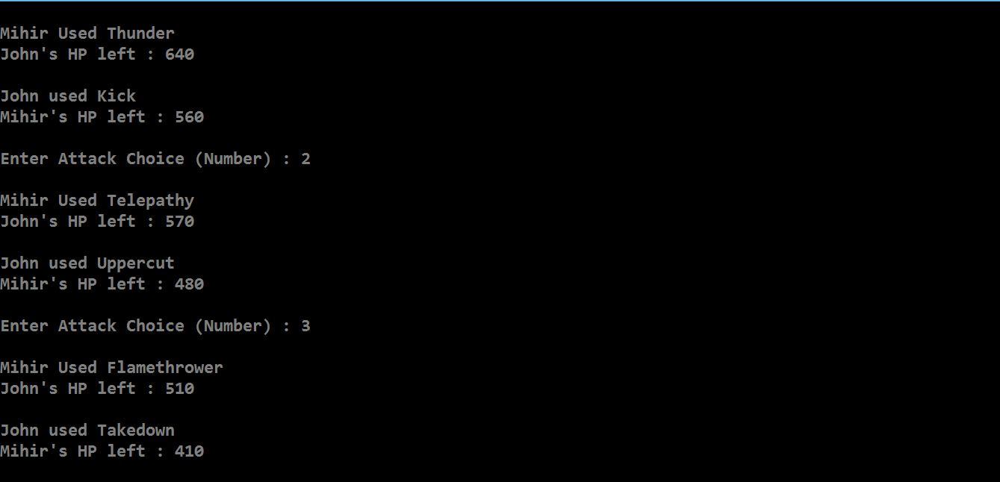 Mihir Used Thunder
John's HP left : 640
John used Kick
Mihir's HP left : 560
Enter Attack Choice (Number) : 2
Mihir Used Telepathy
John's HP left : 570
John used Uppercut
Mihir's HP left : 480
Enter Attack Choice (Number) : 3
Mihir Used Flamethrower
John's HP left : 510
John used Takedown
Mihir's HP left : 410